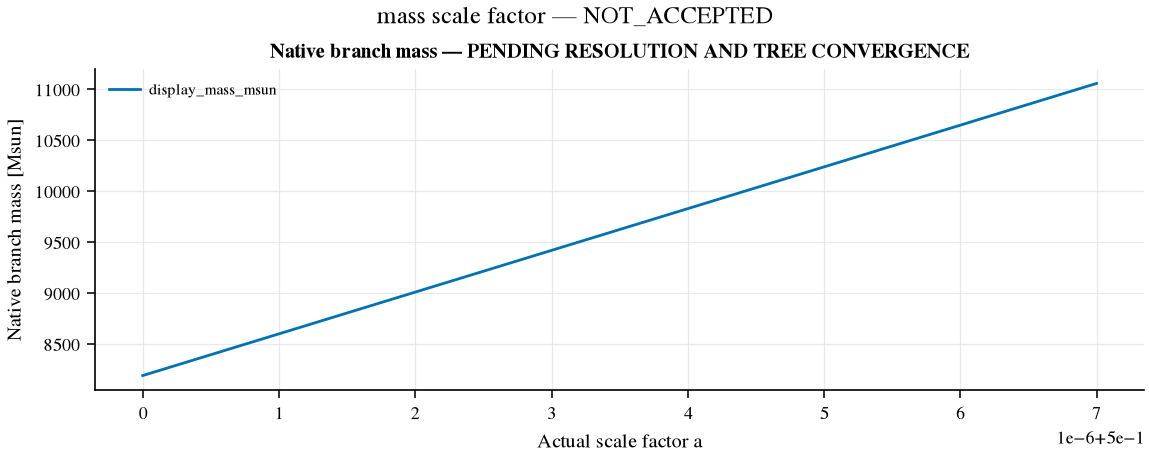 mass scale factor — NOT_ACCEPTED
Native branch mass — PENDING RESOLUTION AND TREE CONVERGENCE
display_mass_msun
Native branch mass [Msun]
11000
10500
10000
9500
9000
8500
0 1 2 3 4 5 6 7
1e−6+5e−1
Actual scale factor a